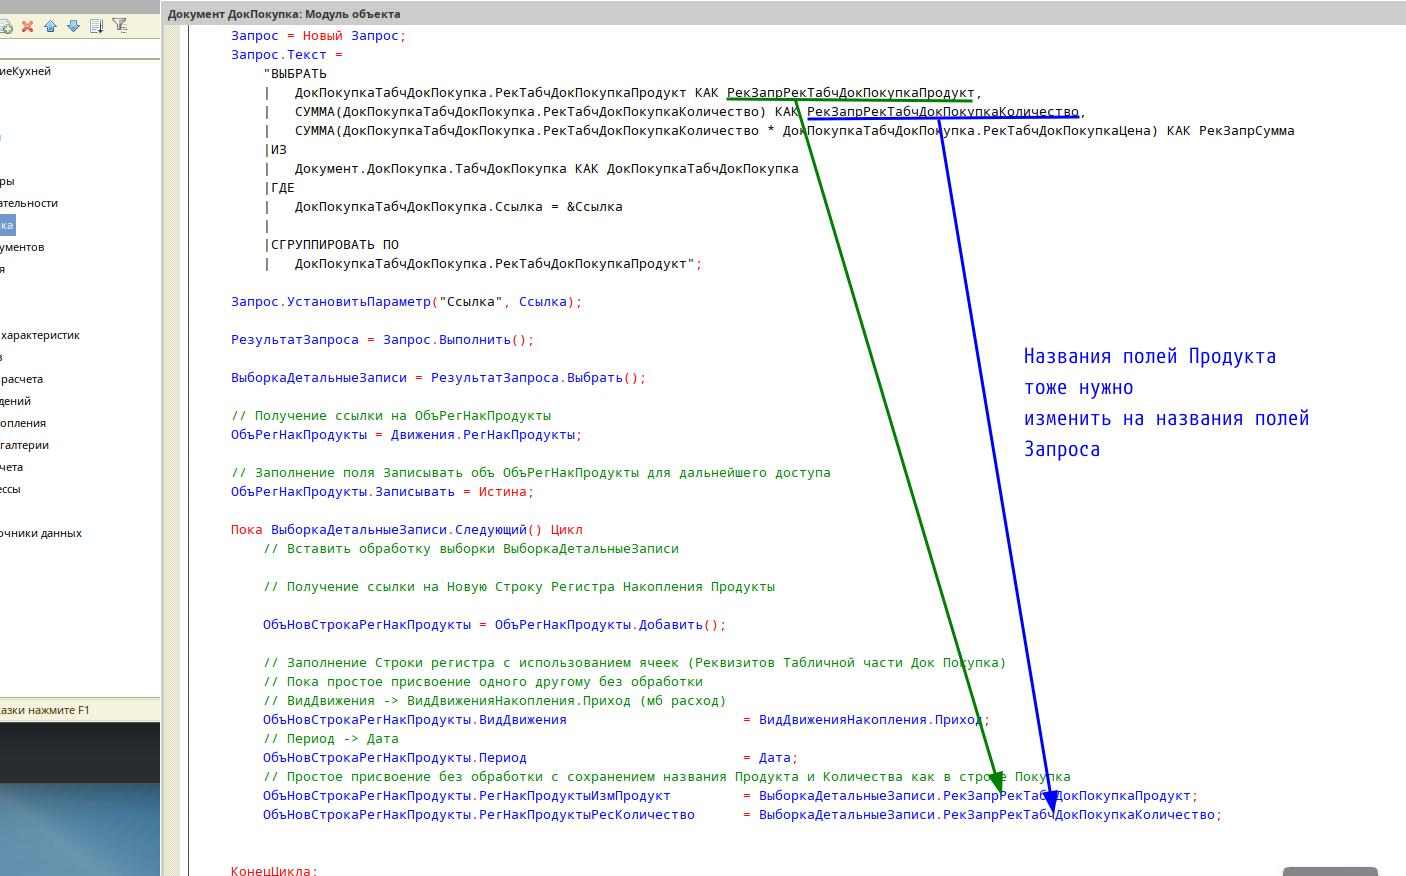 Документ ДокПокупка: Модуль объекта
иеКухней
ры
ательности
ка
ументов
я
характеристик
в
расчета
дений
опления
галтерии
чета
ессы
очники данных
азки нажмите F1
Запрос = Новый Запрос;
Запрос.Текст =
"ВЫБРАТЬ
|   ДокПокупкаТабчДокПокупка.РекТабчДокПокупкаПродукт КАК РекЗапрРекТабчДокПокупкаПродукт,
|   СУММА(ДокПокупкаТабчДокПокупка.РекТабчДокПокупкаКоличество) КАК РекЗапрРекТабчДокПокупкаКоличество,
|   СУММА(ДокПокупкаТабчДокПокупка.РекТабчДокПокупкаКоличество * ДокПокупкаТабчДокПокупка.РекТабчДокПокупкаЦена) КАК РекЗапрСумма
|ИЗ
|   Документ.ДокПокупка.ТабчДокПокупка КАК ДокПокупкаТабчДокПокупка
|ГДЕ
|   ДокПокупкаТабчДокПокупка.Ссылка = &Ссылка
|
|СГРУППИРОВАТЬ ПО
|   ДокПокупкаТабчДокПокупка.РекТабчДокПокупкаПродукт";
Запрос.УстановитьПараметр("Ссылка", Ссылка);
РезультатЗапроса = Запрос.Выполнить();
ВыборкаДетальныеЗаписи = РезультатЗапроса.Выбрать();
// Получение ссылки на ОбъРегНакПродукты
ОбъРегНакПродукты = Движения.РегНакПродукты;
// Заполнение поля Записывать объ ОбъРегНакПродукты для дальнейшего доступа
ОбъРегНакПродукты.Записывать = Истина;
Пока ВыборкаДетальныеЗаписи.Следующий() Цикл
// Вставить обработку выборки ВыборкаДетальныеЗаписи
// Получение ссылки на Новую Строку Регистра Накопления Продукты
ОбъНовСтрокаРегНакПродукты = ОбъРегНакПродукты.Добавить();
// Заполнение Строки регистра с использованием ячеек (Реквизитов Табличной части Док Покупка)
// Пока простое присвоение одного другому без обработки
// ВидДвижения -> ВидДвиженияНакопления.Приход (мб расход)
ОбъНовСтрокаРегНакПродукты.ВидДвижения = ВидДвиженияНакопления.Приход;
// Период -> Дата
ОбъНовСтрокаРегНакПродукты.Период = Дата;
// Простое присвоение без обработки с сохранением названия Продукта и Количества как в строке Покупка
ОбъНовСтрокаРегНакПродукты.РегНакПродуктыИзмПродукт = ВыборкаДетальныеЗаписи.РекЗапрРекТабчДокПокупкаПродукт;
ОбъНовСтрокаРегНакПродукты.РегНакПродуктыРесКоличество = ВыборкаДетальныеЗаписи.РекЗапрРекТабчДокПокупкаКоличество;
КонецЦикла;
Названия полей Продукта
тоже нужно
изменить на названия полей
Запроса